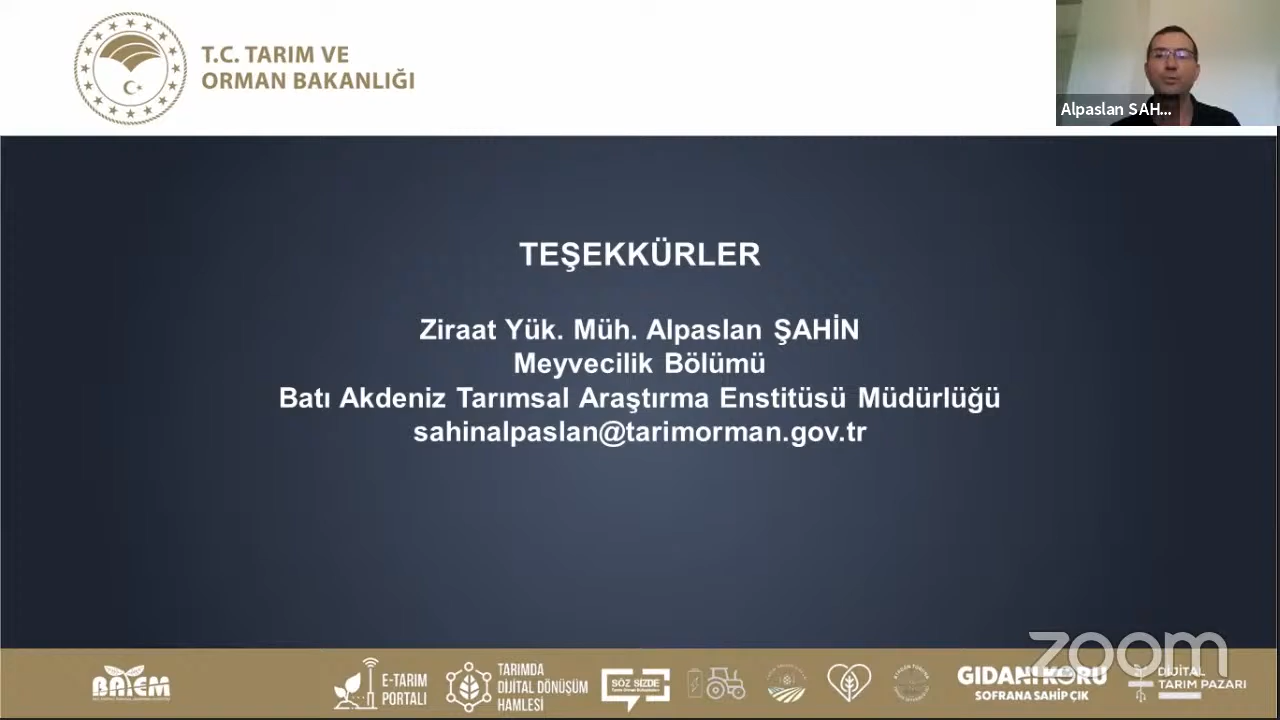 T.C. TARIM VE
ORMAN BAKANLIĞI
Alpaslan SAH...
TEŞEKKÜRLER
Ziraat Yük. Müh. Alpaslan ŞAHİN
Meyvecilik Bölümü
Batı Akdeniz Tarımsal Araştırma Enstitüsü Müdürlüğü
sahinalpaslan@tarimorman.gov.tr
zoom
BATEM
E-TARIM
PORTALI
TARIMDA
DİJİTAL DÖNÜŞÜM
HAMLESİ
SÖZ SİZDE
GIDANI KORU
SOFRANA SAHİP ÇIK
DİJİTAL
TARIM PAZARI